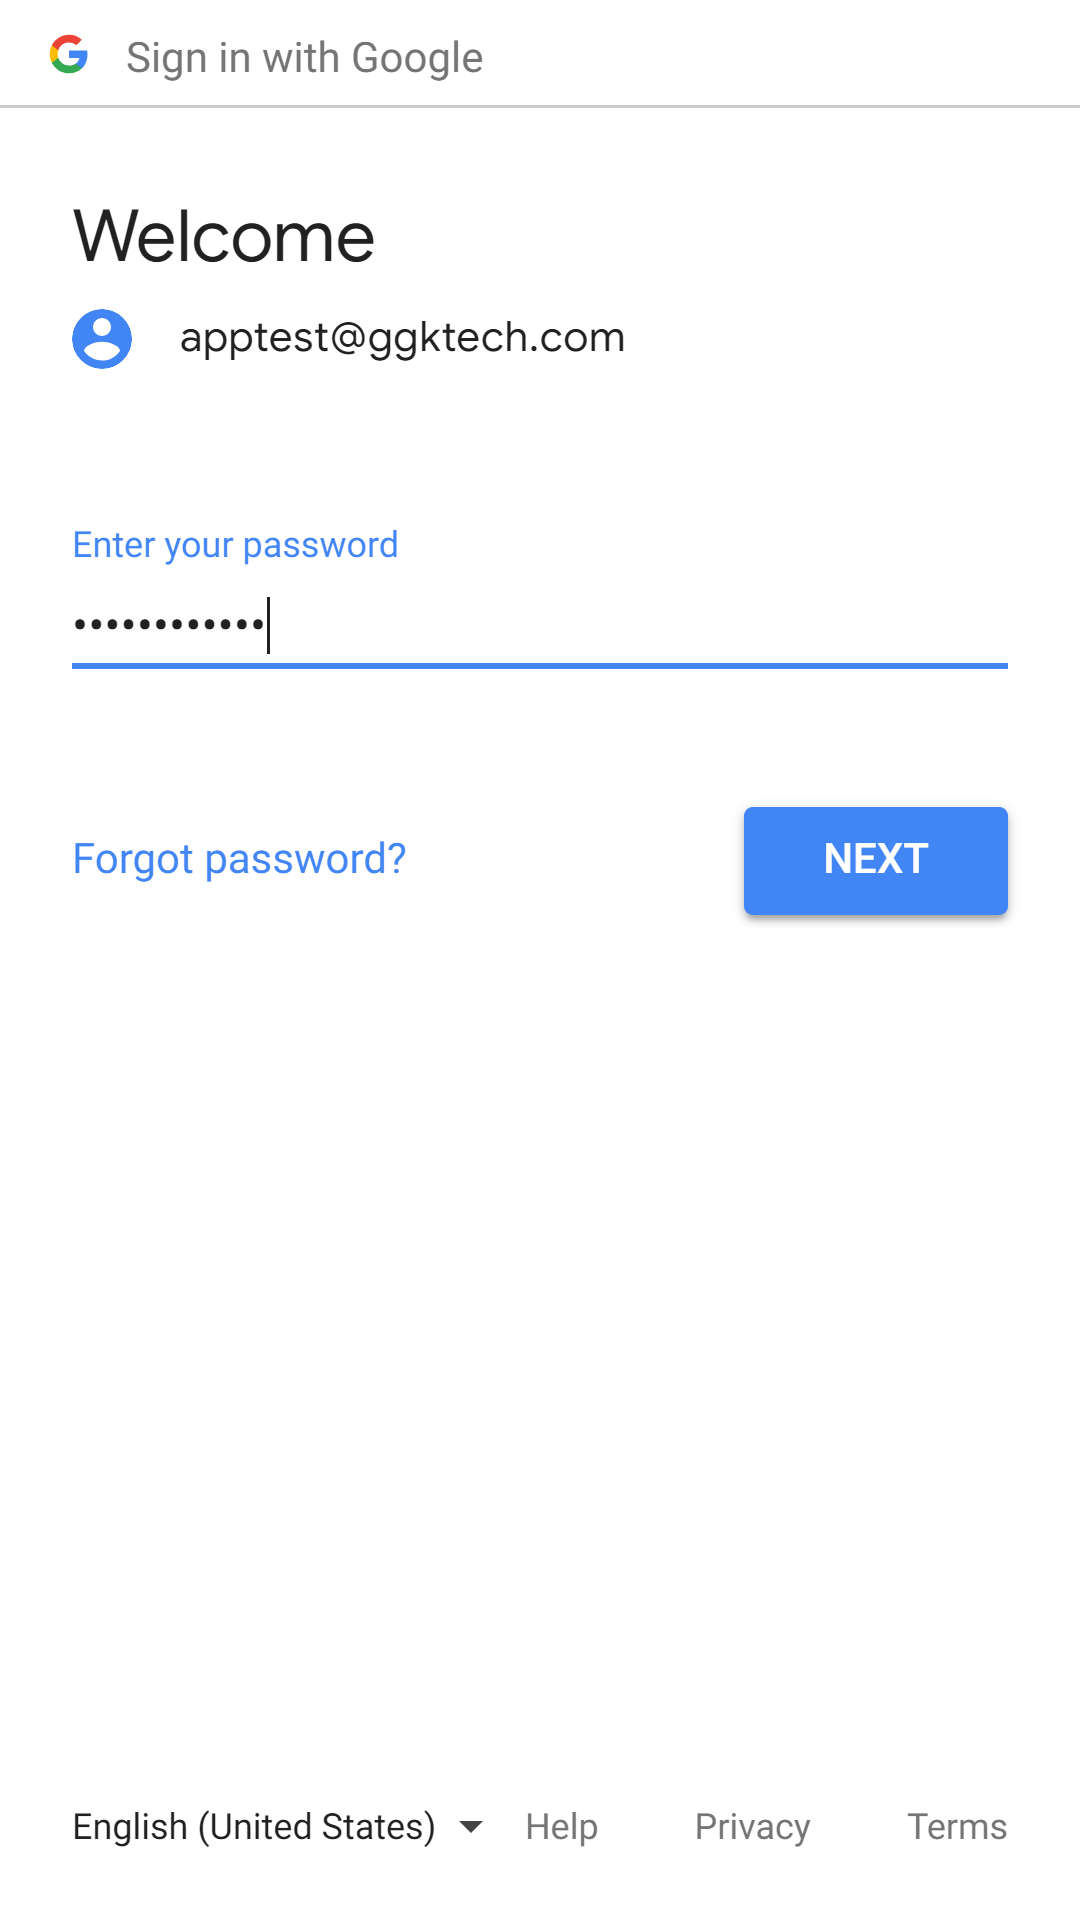 Sign in with Google
Welcome
apptest@ggktech.com
Enter your password
••••••••••••
Forgot password?
NEXT
English (United States) Help Privacy Terms